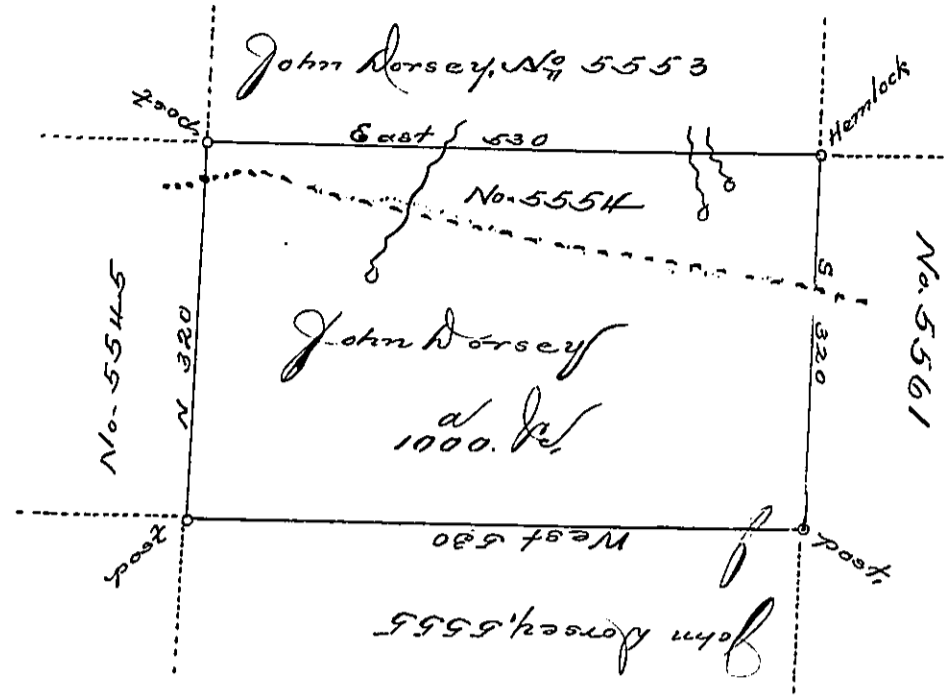 John Dorsey, No 5553
post
Hemlock
East 530
No. 5554
No. 5545
N 320
S 320
No. 5561
John Dorsey
a
1000.
West 530
post
post
John Dorsey, 5555